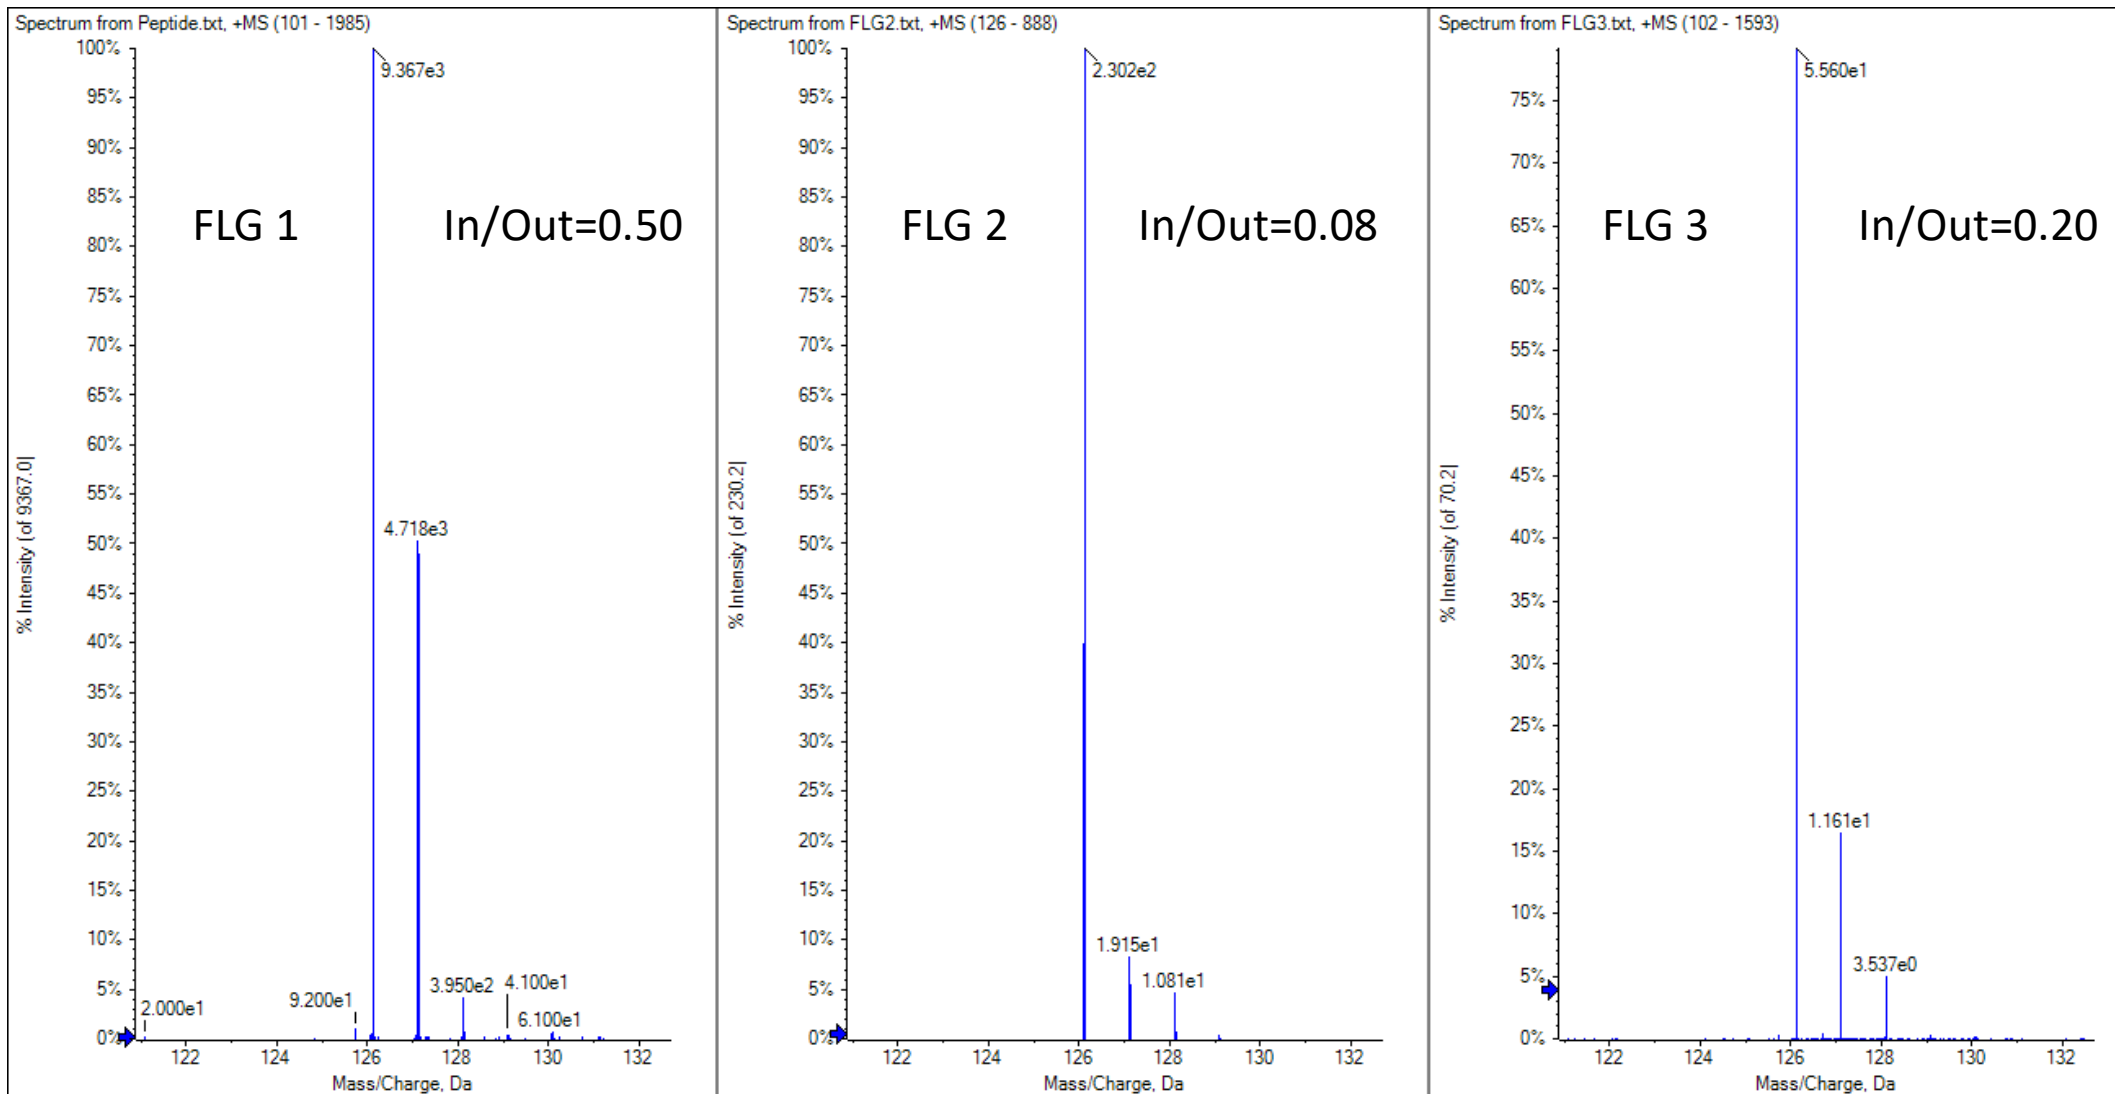 Spectrum from Peptide.txt, +MS (101 - 1985)
100%
95%
90%
85%
80%
75%
70%
65%
60%
55%
50%
45%
40%
35%
30%
25%
20%
15%
10%
5%
0%
% Intensity (of 9367.0)
FLG 1
In/Out=0.50
9.367e3
4.718e3
2.000e1
9.200e1
3.950e2
4.100e1
6.100e1
122 124 126 128 130 132
Mass/Charge, Da
Spectrum from FLG2.txt, +MS (126 - 888)
100%
95%
90%
85%
80%
75%
70%
65%
60%
55%
50%
45%
40%
35%
30%
25%
20%
15%
10%
5%
0%
% Intensity (of 230.2)
FLG 2
In/Out=0.08
2.302e2
1.915e1
1.081e1
122 124 126 128 130 132
Mass/Charge, Da
Spectrum from FLG3.txt, +MS (102 - 1593)
75%
70%
65%
60%
55%
50%
45%
40%
35%
30%
25%
20%
15%
10%
5%
0%
% Intensity (of 70.2)
FLG 3
In/Out=0.20
5.560e1
1.161e1
3.537e0
122 124 126 128 130 132
Mass/Charge, Da